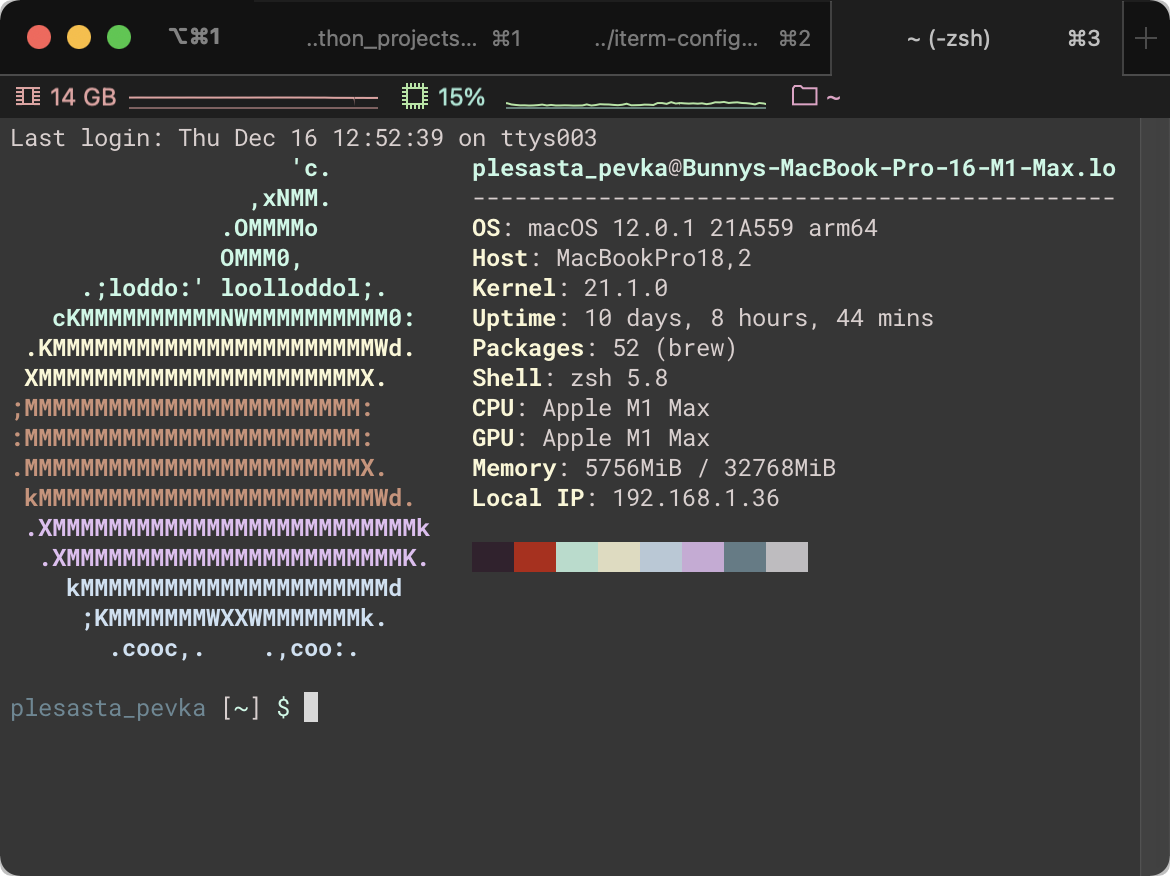 ⌥⌘1 ..thon_projects... ⌘1 ../iterm-config... ⌘2 ~ (-zsh) ⌘3 +
14 GB 15% ~
Last login: Thu Dec 16 12:52:39 on ttys003
'c. plesasta_pevka@Bunnys-MacBook-Pro-16-M1-Max.lo
,xNMM. ----------------------------------------------
.OMMMMo OS: macOS 12.0.1 21A559 arm64
OMMM0, Host: MacBookPro18,2
.;loddo:' loolloddol;. Kernel: 21.1.0
cKMMMMMMMMMMNWMMMMMMMMMM0: Uptime: 10 days, 8 hours, 44 mins
.KMMMMMMMMMMMMMMMMMMMMMMMWd. Packages: 52 (brew)
XMMMMMMMMMMMMMMMMMMMMMMMX. Shell: zsh 5.8
;MMMMMMMMMMMMMMMMMMMMMMMM: CPU: Apple M1 Max
:MMMMMMMMMMMMMMMMMMMMMMMM: GPU: Apple M1 Max
.MMMMMMMMMMMMMMMMMMMMMMMMX. Memory: 5756MiB / 32768MiB
kMMMMMMMMMMMMMMMMMMMMMMMMWd. Local IP: 192.168.1.36
.XMMMMMMMMMMMMMMMMMMMMMMMMMMk
.XMMMMMMMMMMMMMMMMMMMMMMMMK.
kMMMMMMMMMMMMMMMMMMMMMMd
;KMMMMMMMWXXWMMMMMMMk.
.cooc,. .,coo:.
plesasta_pevka [~] $